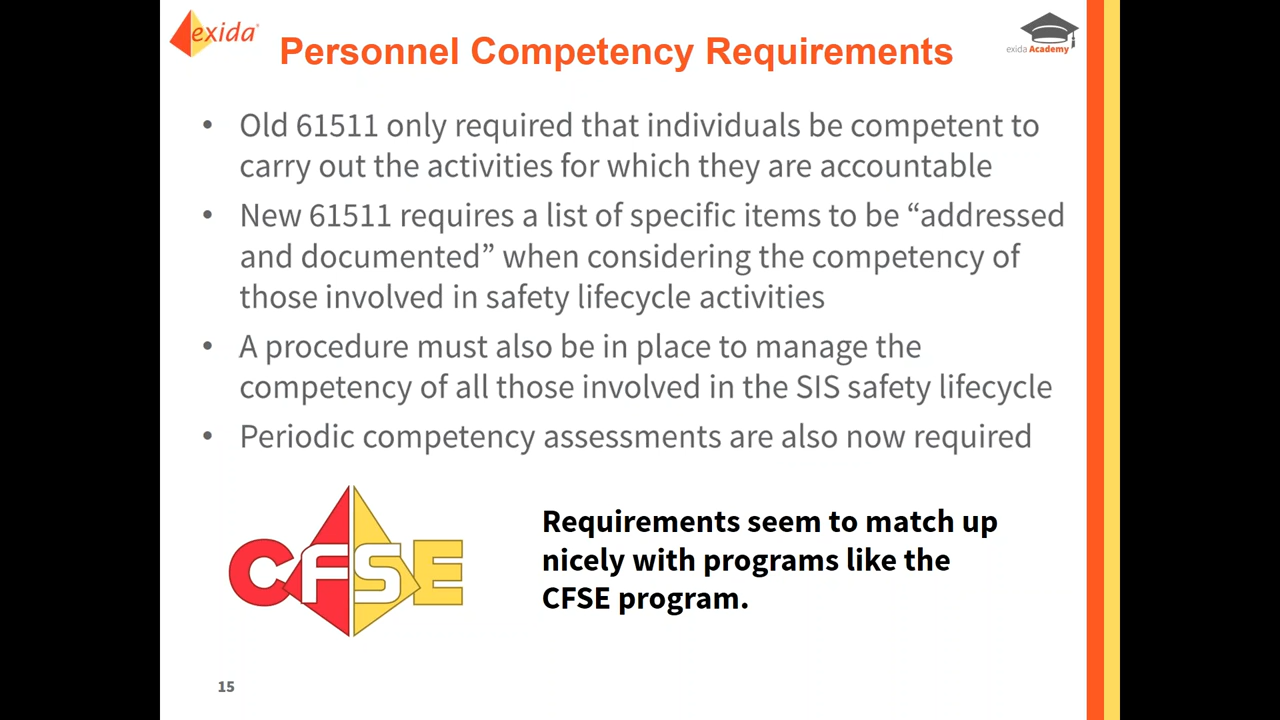 exida®
exida Academy
Personnel Competency Requirements
• Old 61511 only required that individuals be competent to
carry out the activities for which they are accountable
• New 61511 requires a list of specific items to be “addressed
and documented” when considering the competency of
those involved in safety lifecycle activities
• A procedure must also be in place to manage the
competency of all those involved in the SIS safety lifecycle
• Periodic competency assessments are also now required
CFSE
Requirements seem to match up
nicely with programs like the
CFSE program.
15